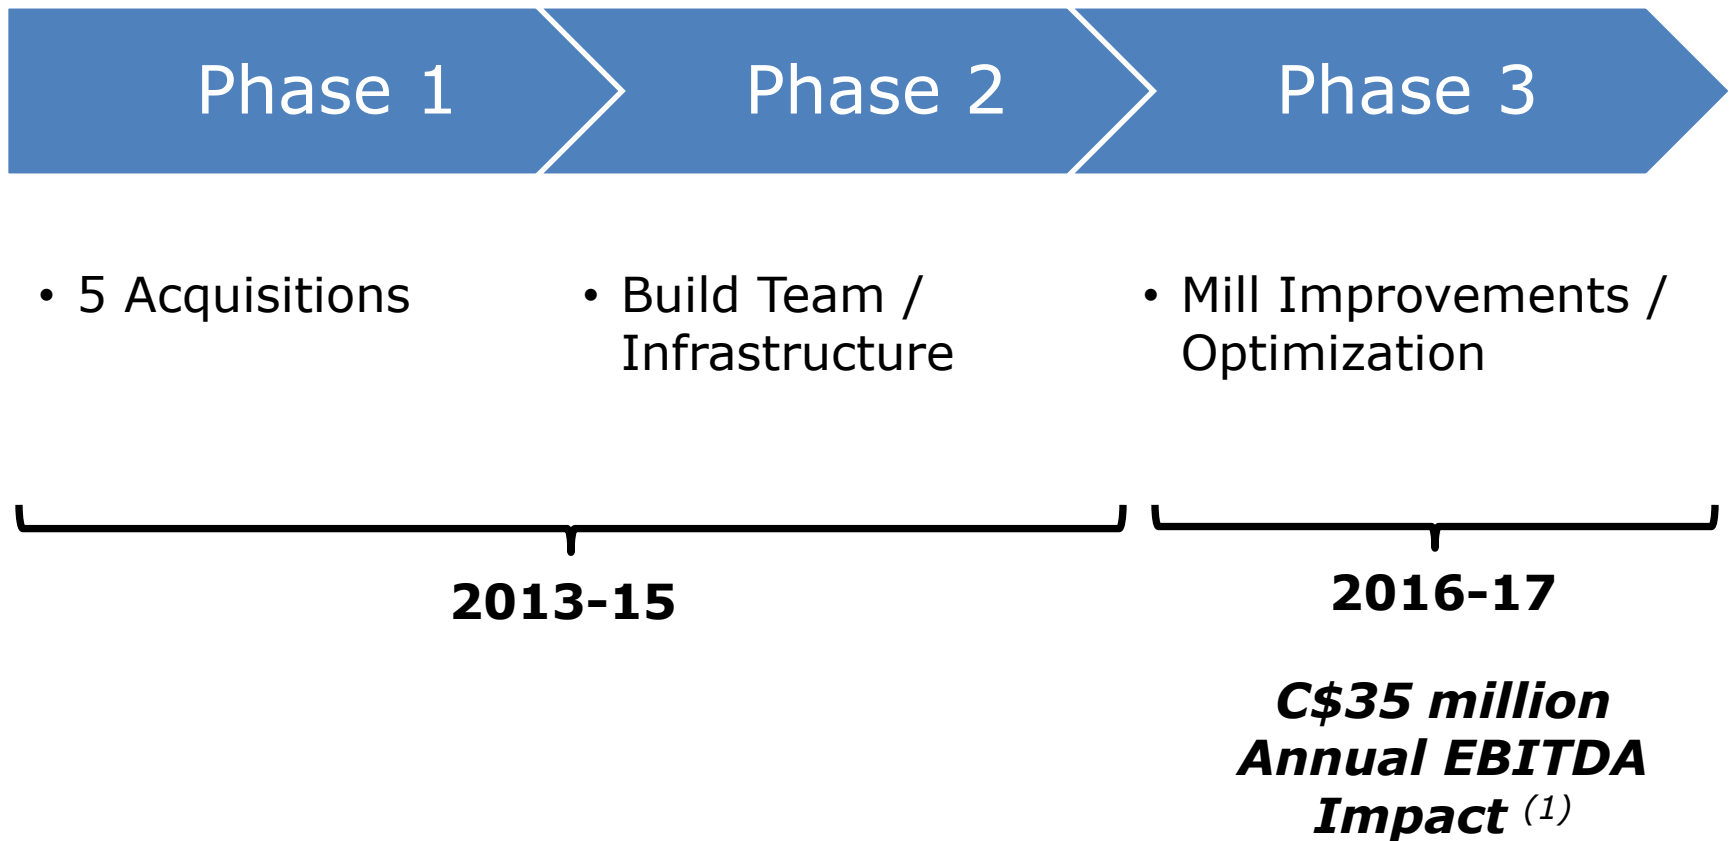 Phase 1
Phase 2
Phase 3
• 5 Acquisitions
• Build Team /
Infrastructure
• Mill Improvements /
Optimization
2013-15
2016-17
C$35 million
Annual EBITDA
Impact (1)